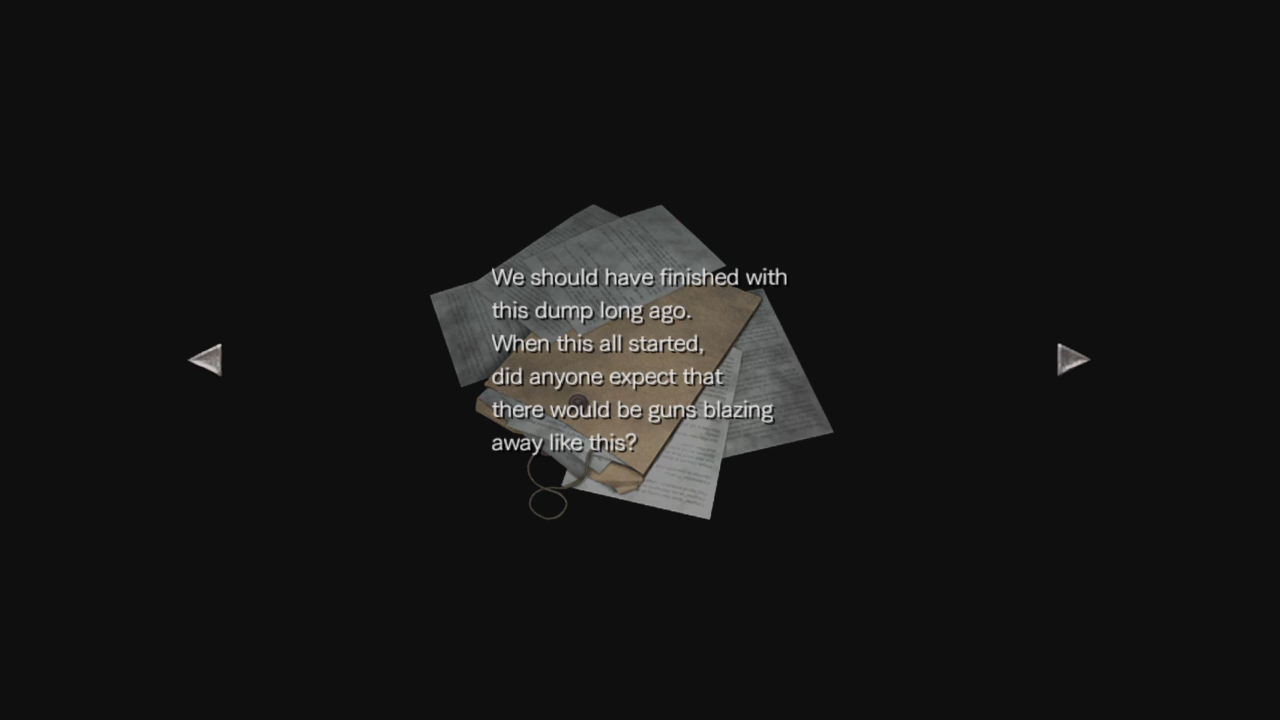 We should have finished with
this dump long ago.
When this all started,
did anyone expect that
there would be guns blazing
away like this?